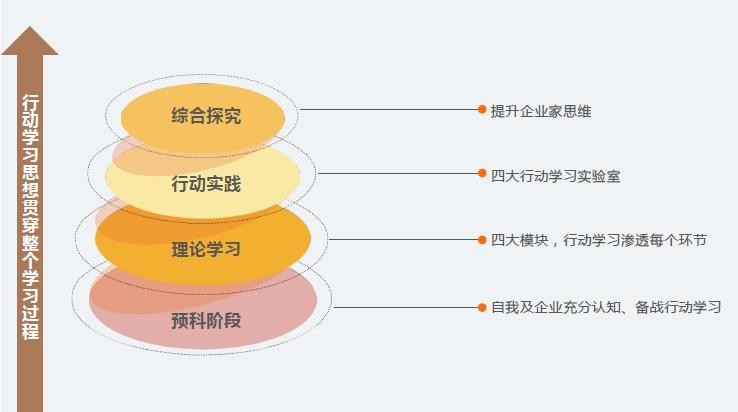 行动学习思想贯穿整个学习过程
综合探究
提升企业家思维
行动实践
四大行动学习实验室
理论学习
四大模块，行动学习渗透每个环节
预科阶段
自我及企业充分认知、备战行动学习